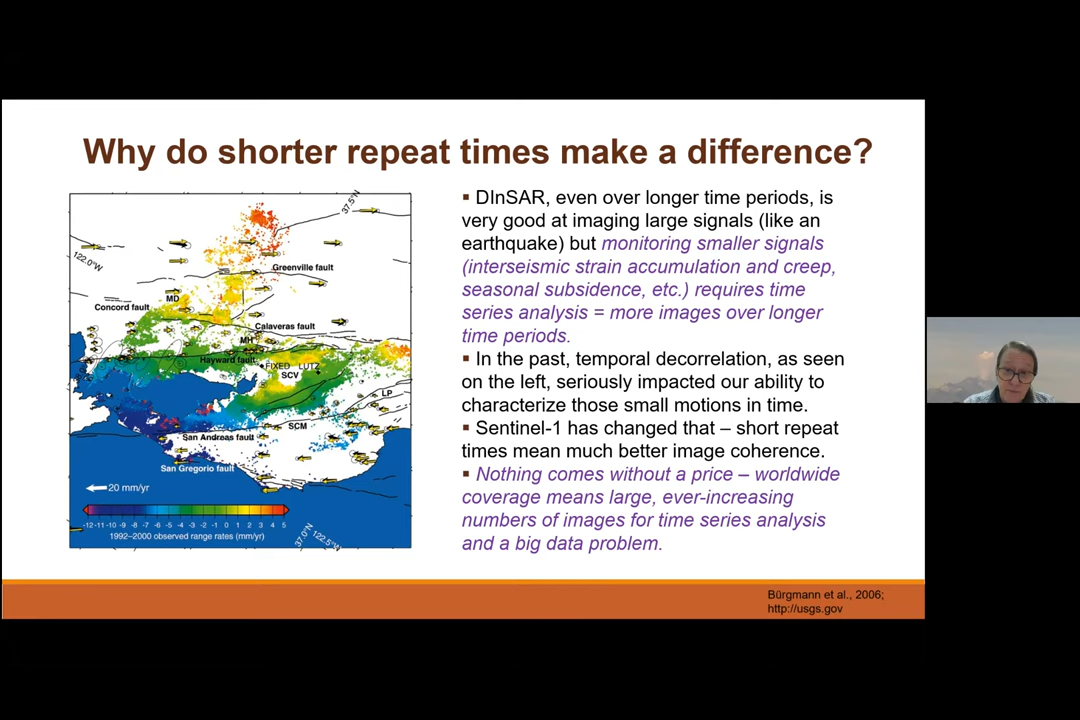 Why do shorter repeat times make a difference?
37.5°N
122.0°W
Greenville fault
MD
Concord fault
Calaveras fault
MH
Hayward fault
FIXED LUTZ
SCV
LP
SCM
San Andreas fault
San Gregorio fault
20 mm/yr
-12 -11 -10 -9 -8 -7 -6 -5 -4 -3 -2 -1 0 1 2 3 4 5
1992–2000 observed range rates (mm/yr)
37.0°N
122.5°W
▪ DInSAR, even over longer time periods, is
very good at imaging large signals (like an
earthquake) but monitoring smaller signals
(interseismic strain accumulation and creep,
seasonal subsidence, etc.) requires time
series analysis = more images over longer
time periods.
▪ In the past, temporal decorrelation, as seen
on the left, seriously impacted our ability to
characterize those small motions in time.
▪ Sentinel-1 has changed that – short repeat
times mean much better image coherence.
▪ Nothing comes without a price – worldwide
coverage means large, ever-increasing
numbers of images for time series analysis
and a big data problem.
Bürgmann et al., 2006;
http://usgs.gov